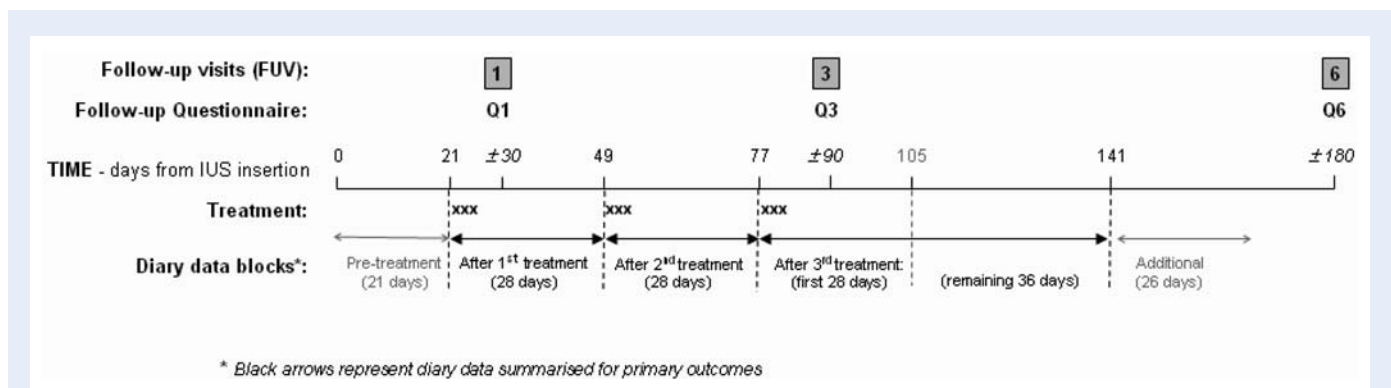 Follow-up visits (FUV): 1 3 6
Follow-up Questionnaire: Q1 Q3 Q6
TIME - days from IUS insertion 0 21 ±30 49 77 ±90 105 141 ±180
Treatment: xxx xxx xxx
Diary data blocks*: Pre-treatment After 1st treatment After 2nd treatment After 3rd treatment: (remaining 36 days) Additional
(21 days) (28 days) (28 days) (first 28 days) (26 days)
* Black arrows represent diary data summarised for primary outcomes